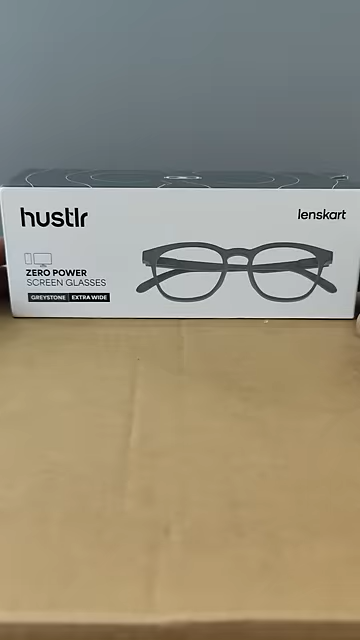 hustlr
lenskart
ZERO POWER
SCREEN GLASSES
GREYSTONE EXTRA WIDE